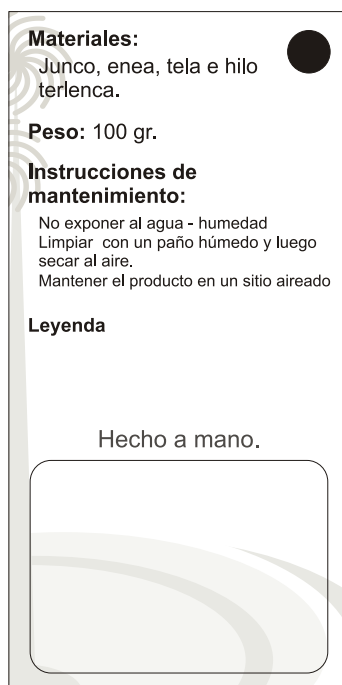 Materiales:
Junco, enea, tela e hilo
terlenca.
Peso: 100 gr.
Instrucciones de
mantenimiento:
No exponer al agua - humedad
Limpiar con un paño húmedo y luego
secar al aire.
Mantener el producto en un sitio aireado
Leyenda
Hecho a mano.